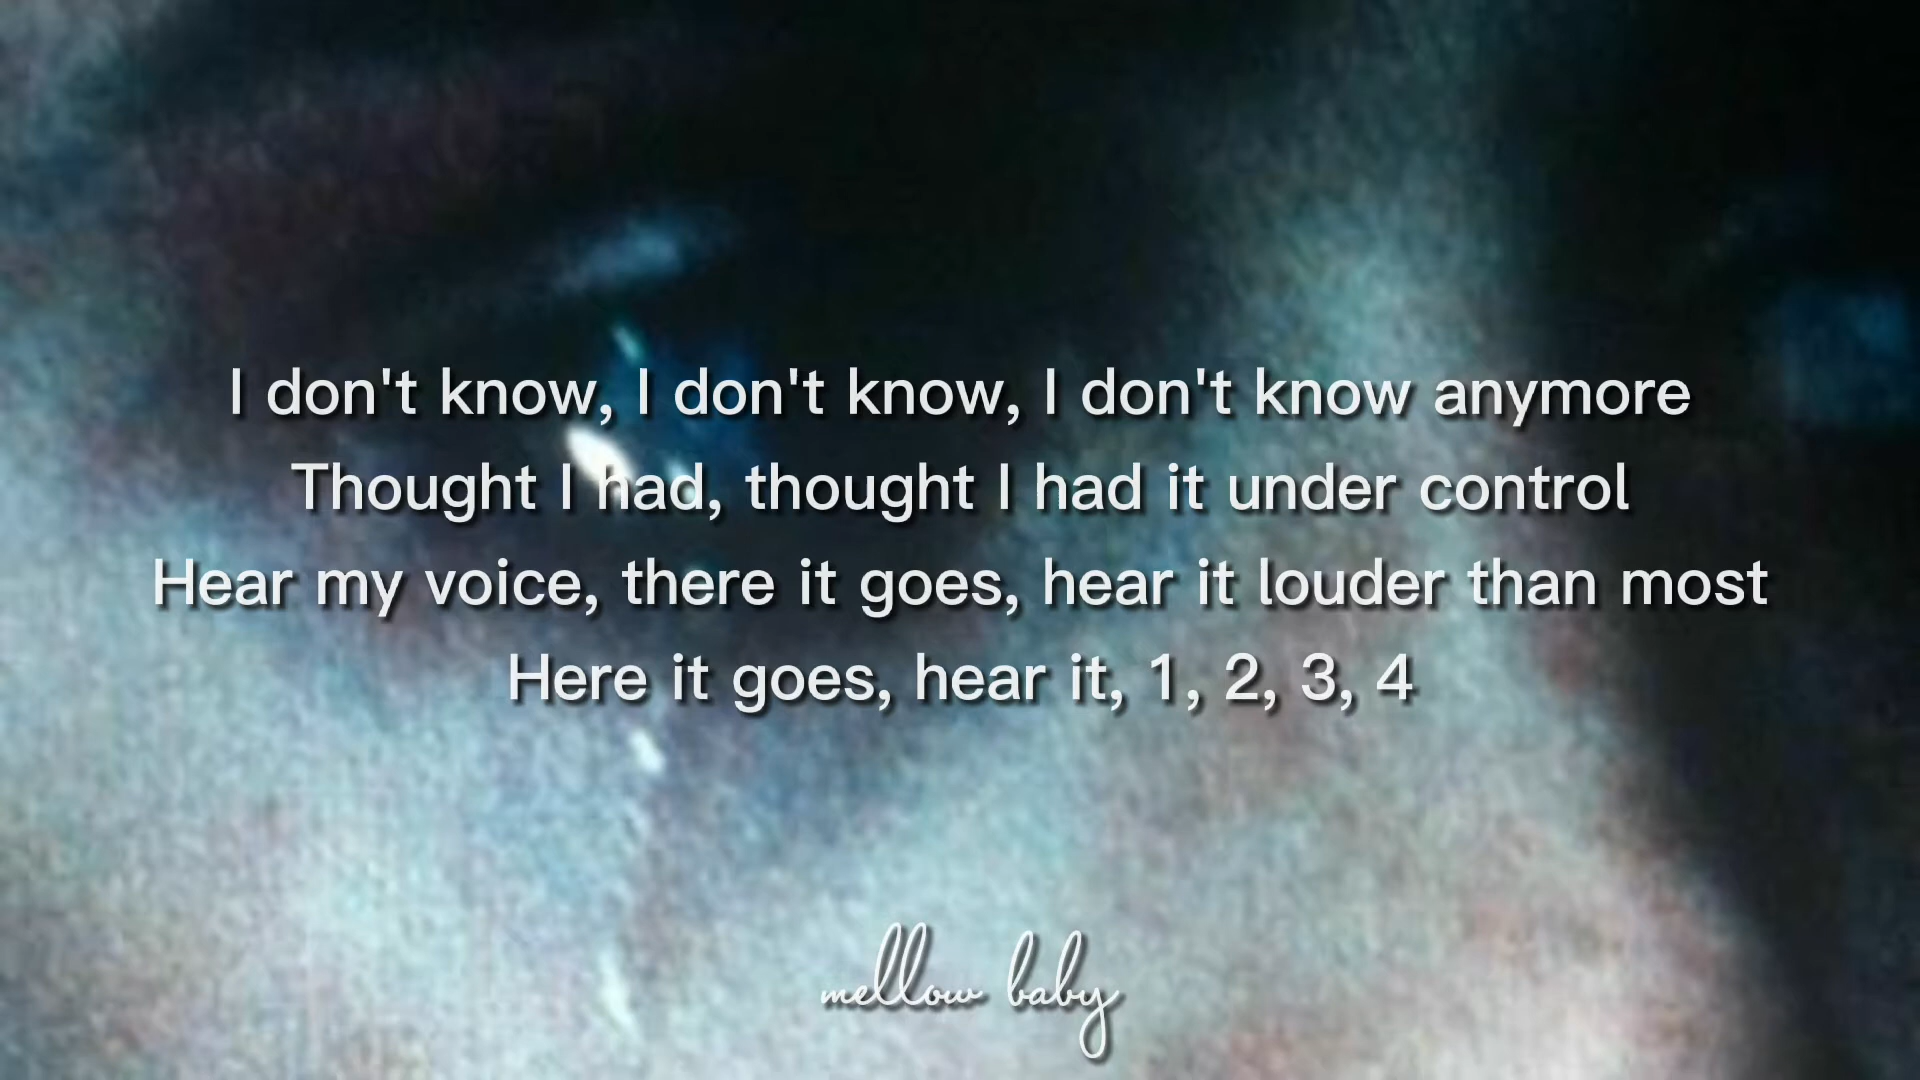 I don't know, I don't know, I don't know anymore
Thought I had, thought I had it under control
Hear my voice, there it goes, hear it louder than most
Here it goes, hear it, 1, 2, 3, 4
mellow baby